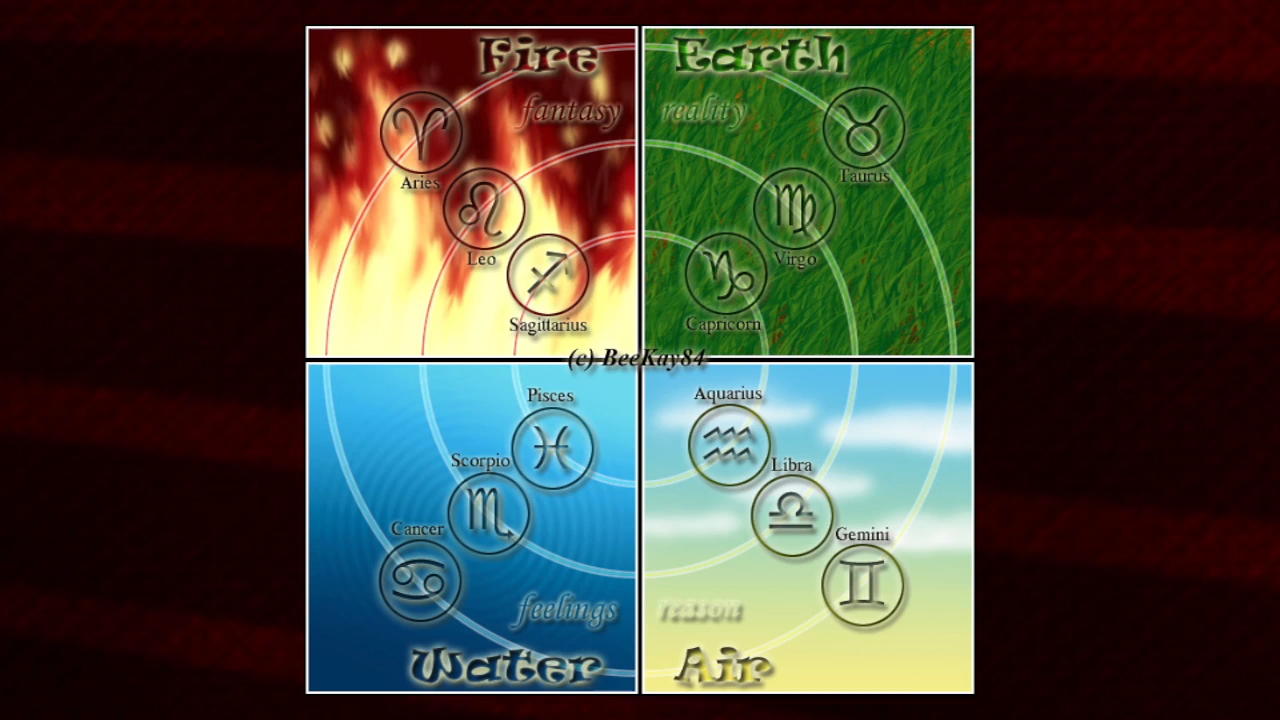 Fire
fantasy
Aries
Leo
Sagittarius
Earth
reality
Taurus
Virgo
Capricorn
(c) BeeKay84
Pisces
Scorpio
Cancer
feelings
Water
Aquarius
Libra
Gemini
reason
Air